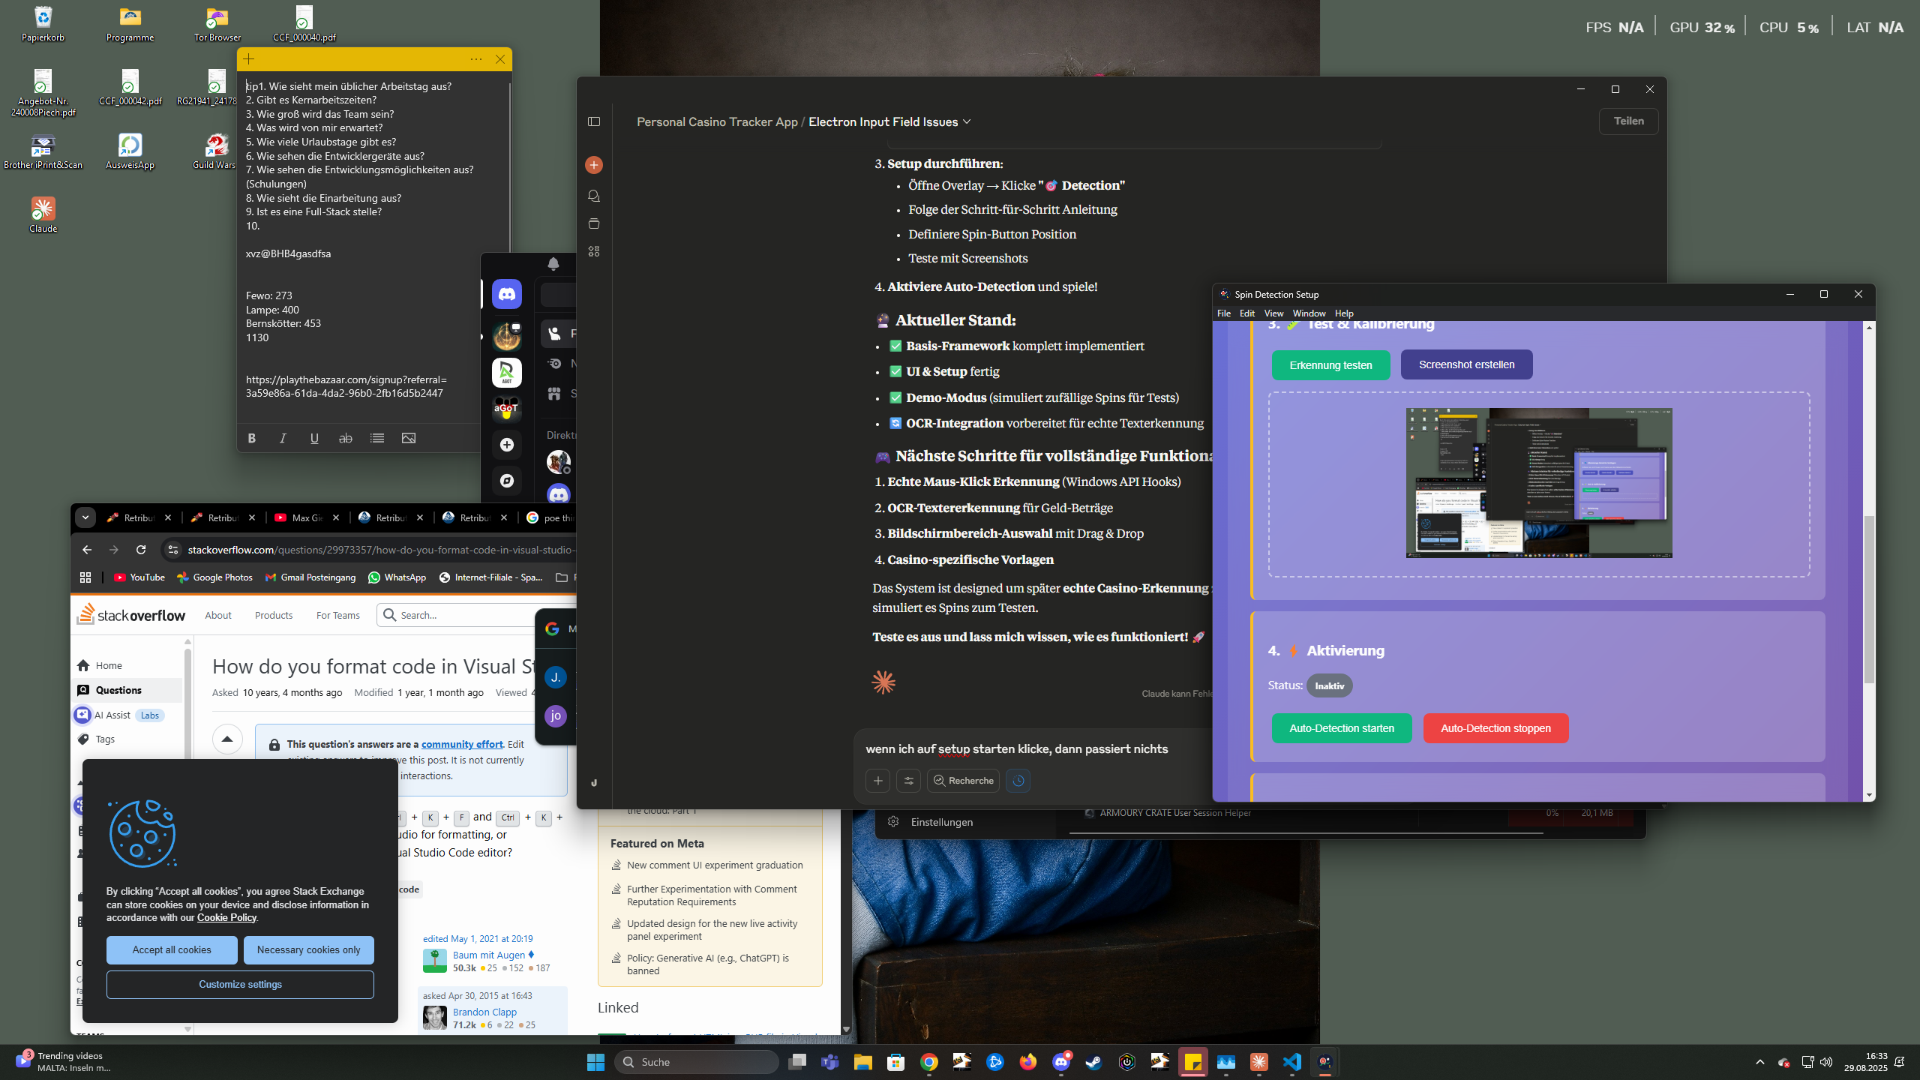 Papierkorb
Programme
Tor Browser
CCF_000040.pdf
FPS N/A
GPU 32 %
CPU 5 %
LAT N/A
Angebot-Nr.
240008Piech.pdf
CCF_000042.pdf
RG21941_24178
Brother iPrint&Scan
AusweisApp
Guild Wars
Claude
tip1. Wie sieht mein üblicher Arbeitstag aus?
2. Gibt es Kernarbeitszeiten?
3. Wie groß wird das Team sein?
4. Was wird von mir erwartet?
5. Wie viele Urlaubstage gibt es?
6. Wie sehen die Entwicklergeräte aus?
7. Wie sehen die Entwicklungsmöglichkeiten aus?
(Schulungen)
8. Wie sieht die Einarbeitung aus?
9. Ist es eine Full-Stack stelle?
10.
xvz@BHB4gasdfsa
Fewo: 273
Lampe: 400
Bernskötter: 453
1130
https://playthebazaar.com/signup?referral=
3a59e86a-61da-4da2-96b0-2fb16d5b2447
B I U ab
Direktn
Personal Casino Tracker App / Electron Input Field Issues
Teilen
3. Setup durchführen:
• Öffne Overlay → Klicke "🎯 Detection"
• Folge der Schritt-für-Schritt Anleitung
• Definiere Spin-Button Position
• Teste mit Screenshots
4. Aktiviere Auto-Detection und spiele!
🔮 Aktueller Stand:
• ✅ Basis-Framework komplett implementiert
• ✅ UI & Setup fertig
• ✅ Demo-Modus (simuliert zufällige Spins für Tests)
• 🔄 OCR-Integration vorbereitet für echte Texterkennung
🎮 Nächste Schritte für vollständige Funktiona
1. Echte Maus-Klick Erkennung (Windows API Hooks)
2. OCR-Textererkennung für Geld-Beträge
3. Bildschirmbereich-Auswahl mit Drag & Drop
4. Casino-spezifische Vorlagen
Das System ist designed um später echte Casino-Erkennung
simuliert es Spins zum Testen.
Teste es aus und lass mich wissen, wie es funktioniert! 🚀
Claude kann Fehle
wenn ich auf setup starten klicke, dann passiert nichts
Recherche
Spin Detection Setup
File Edit View Window Help
3. Test & Kalibrierung
Erkennung testen
Screenshot erstellen
4. Aktivierung
Status: Inaktiv
Auto-Detection starten
Auto-Detection stoppen
Einstellungen
ARMOURY CRATE User Session Helper
0%
20,1 MB
Retribut
Retribut
Max Gi
Retribut
Retribut
poe thi
stackoverflow.com/questions/29973357/how-do-you-format-code-in-visual-studio-
YouTube
Google Photos
Gmail Posteingang
WhatsApp
Internet-Filiale - Spa...
stackoverflow
About
Products
For Teams
Search...
M
J.
jo
Home
Questions
AI Assist Labs
Tags
How do you format code in Visual St
Asked 10 years, 4 months ago
Modified 1 year, 1 month ago
Viewed 4
This question's answers are a community effort. Edit
existing answers to improve this post. It is not currently
interactions.
K + F and Ctrl + K +
udio for formatting, or
ual Studio Code editor?
code
edited May 1, 2021 at 20:19
Baum mit Augen
50.3k 25 152 187
asked Apr 30, 2015 at 16:43
Brandon Clapp
71.2k 6 22 25
By clicking "Accept all cookies", you agree Stack Exchange
can store cookies on your device and disclose information in
accordance with our Cookie Policy.
Accept all cookies
Necessary cookies only
Customize settings
the cloud: Part 1
Featured on Meta
New comment UI experiment graduation
Further Experimentation with Comment
Reputation Requirements
Updated design for the new live activity
panel experiment
Policy: Generative AI (e.g., ChatGPT) is
banned
Linked
3
Trending videos
MALTA: Inseln m...
Suche
16:33
29.08.2025